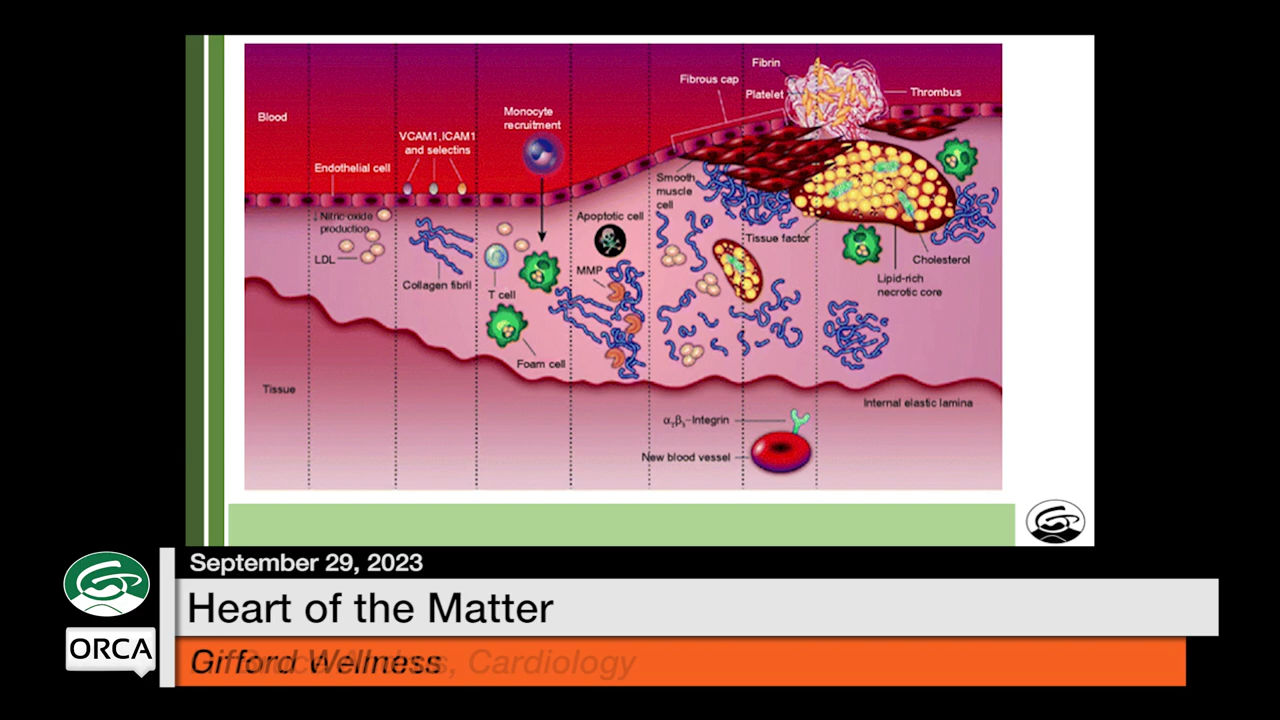 Fibrin
Fibrous cap
Platelet
Thrombus
Monocyte
recruitment
Blood
VCAM1,ICAM1
and selectins
Endothelial cell
Smooth
muscle
cell
↓ Nitric oxide
production
Apoptotic cell
Tissue factor
LDL
Cholesterol
MMP
Collagen fibril
T cell
Lipid-rich
necrotic core
Foam cell
Tissue
Internal elastic lamina
-Integrin
New blood vessel
September 29, 2023
Heart of the Matter
ORCA
Gifford Wellness
Cardiology